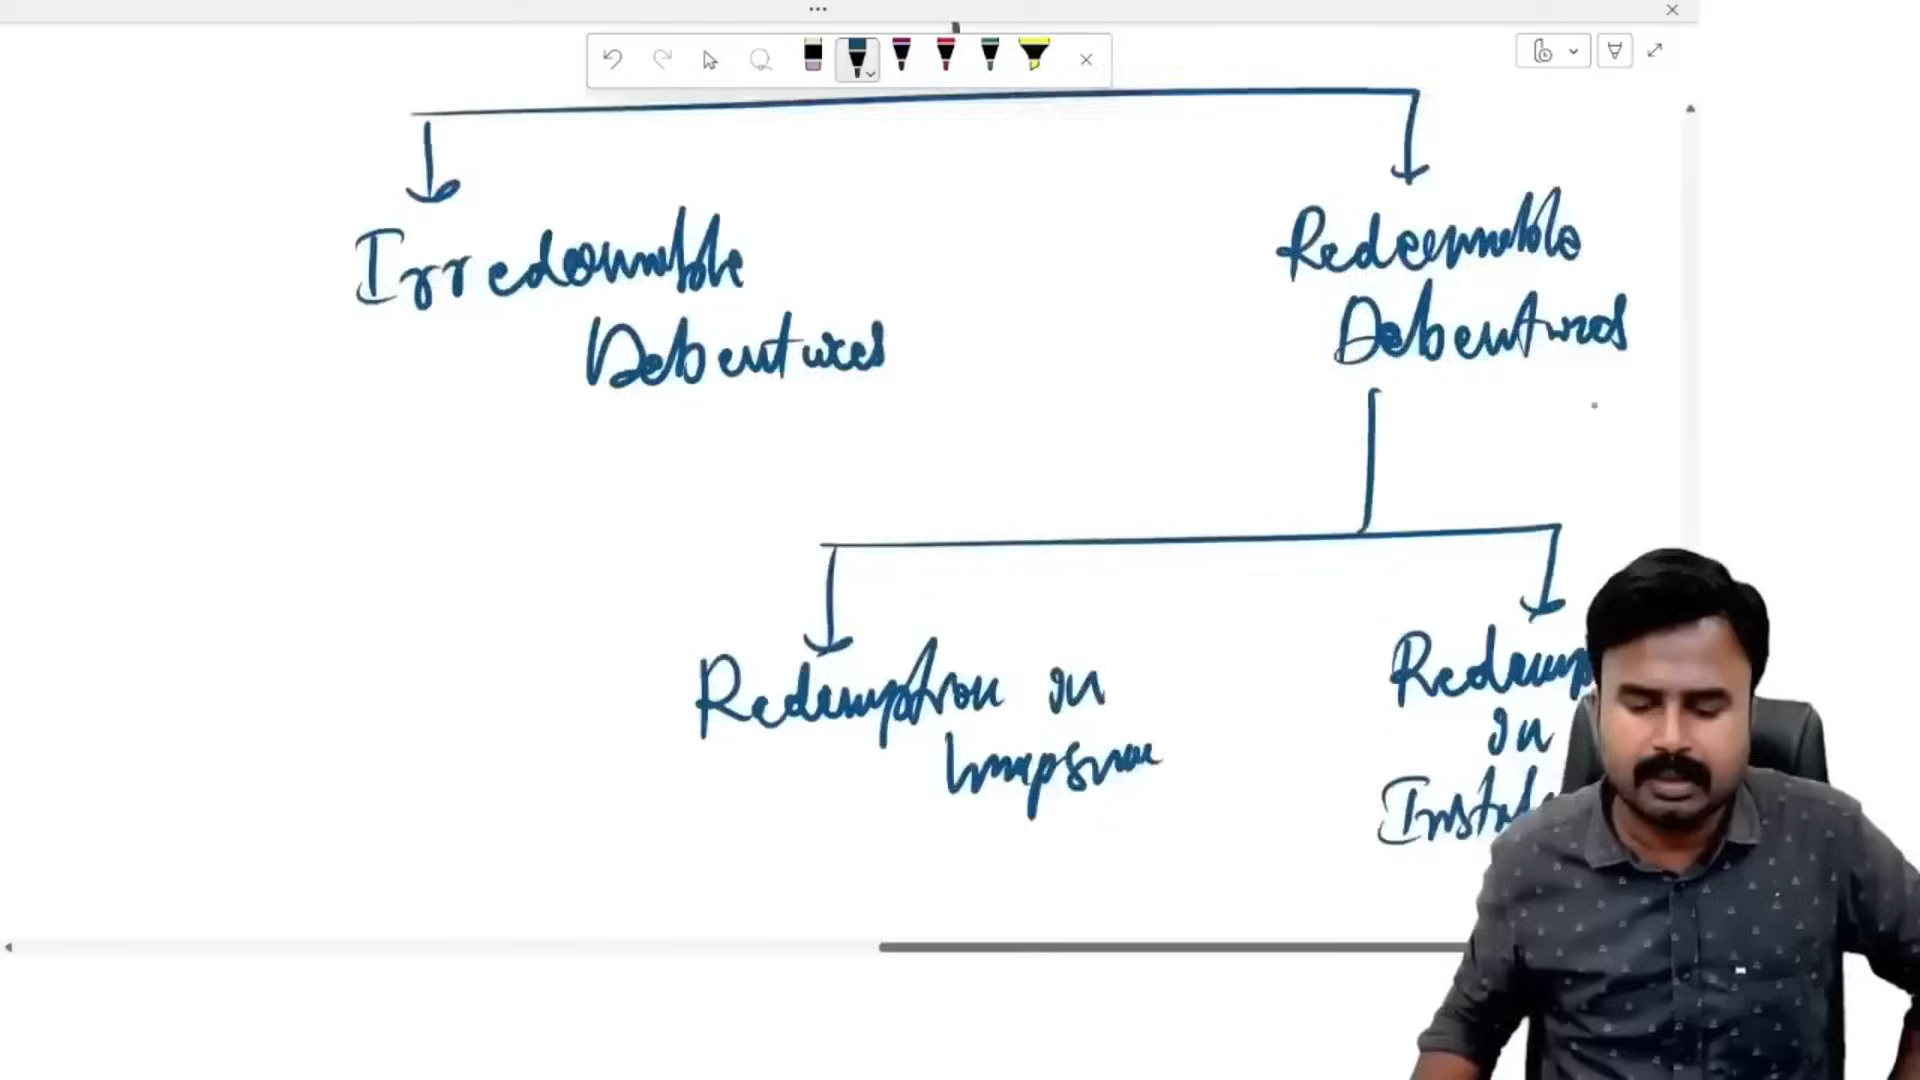 Irredeemable
Debentures
Redeemable
Debentures
Redemption in
lumpsum
Redemp
in
Instal